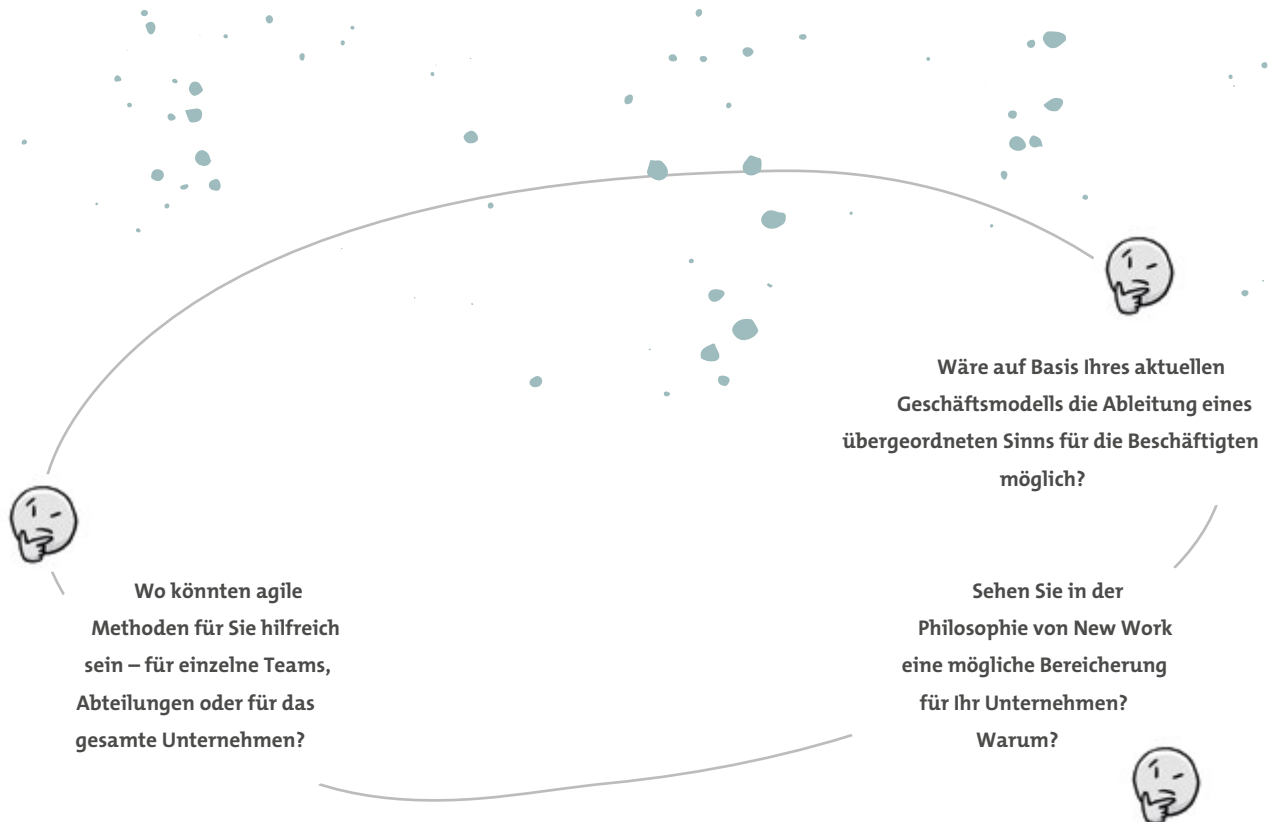 Wäre auf Basis Ihres aktuellen
Geschäftsmodells die Ableitung eines
übergeordneten Sinns für die Beschäftigten
möglich?
Wo könnten agile
Methoden für Sie hilfreich
sein – für einzelne Teams,
Abteilungen oder für das
gesamte Unternehmen?
Sehen Sie in der
Philosophie von New Work
eine mögliche Bereicherung
für Ihr Unternehmen?
Warum?